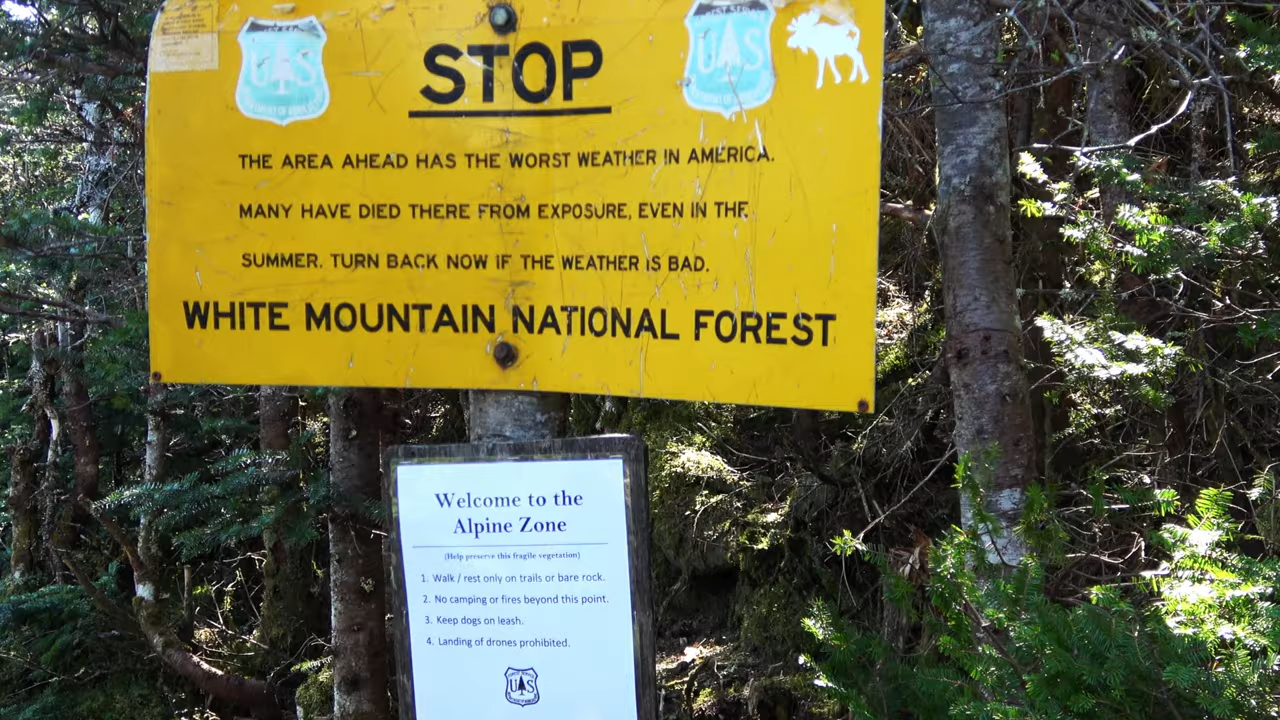 STOP
THE AREA AHEAD HAS THE WORST WEATHER IN AMERICA.
MANY HAVE DIED THERE FROM EXPOSURE, EVEN IN THE
SUMMER. TURN BACK NOW IF THE WEATHER IS BAD.
WHITE MOUNTAIN NATIONAL FOREST
US
US
Welcome to the
Alpine Zone
(Help preserve this fragile vegetation)
1. Walk / rest only on trails or bare rock.
2. No camping or fires beyond this point.
3. Keep dogs on leash.
4. Landing of drones prohibited.
US